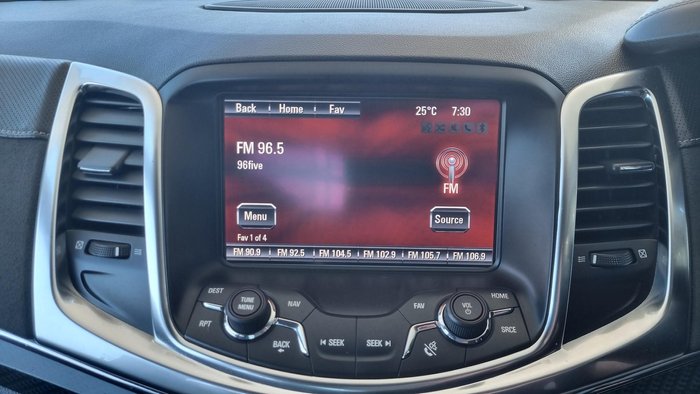 Back Home Fav 25°C 7:30
FM 96.5
96five
FM
Menu Source
Fav 1 of 4
FM 90.9 FM 92.5 FM 104.5 FM 102.9 FM 105.7 FM 106.9
DEST TUNE MENU NAV FAV VOL HOME
RPT BACK SEEK SEEK SRCE